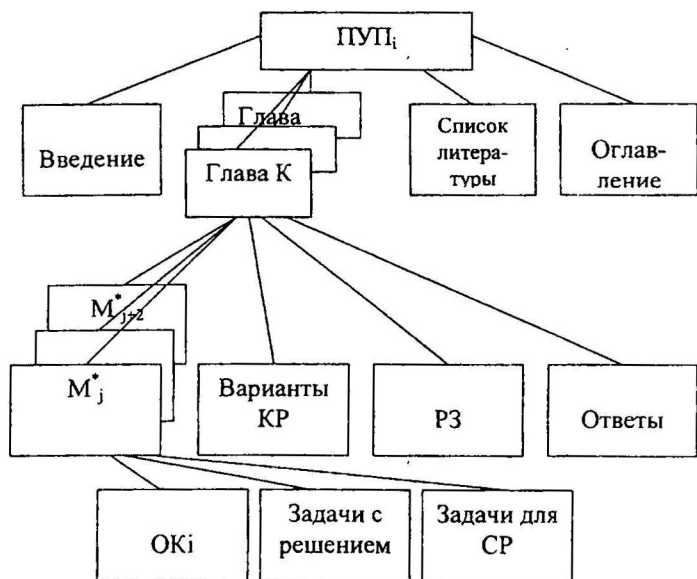 ПУПᵢ
Глава
Введение
Глава К
Список
литера-
туры
Оглав-
ление
М*ⱼ₊₂
М*ⱼ
Варианты
КР
РЗ
Ответы
ОКi
Задачи с
решением
Задачи для
СР